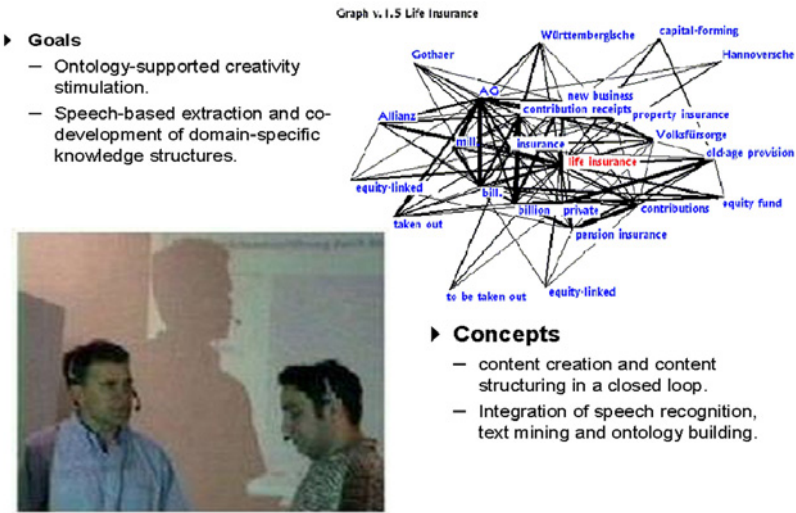 Graph v.1.5 Life Insurance
Goals
– Ontology-supported creativity
stimulation.
– Speech-based extraction and co-
development of domain-specific
knowledge structures.
Württembergische
capital-forming
Gothaer
Hannoversche
AG
new business
contribution receipts
property insurance
Allianz
Volksfürsorge
mill.
insurance
life insurance
old-age provision
equity-linked
bill.
billion
private
contributions
equity fund
taken out
pension insurance
to be taken out
equity-linked
Concepts
– content creation and content
structuring in a closed loop.
– Integration of speech recognition,
text mining and ontology building.